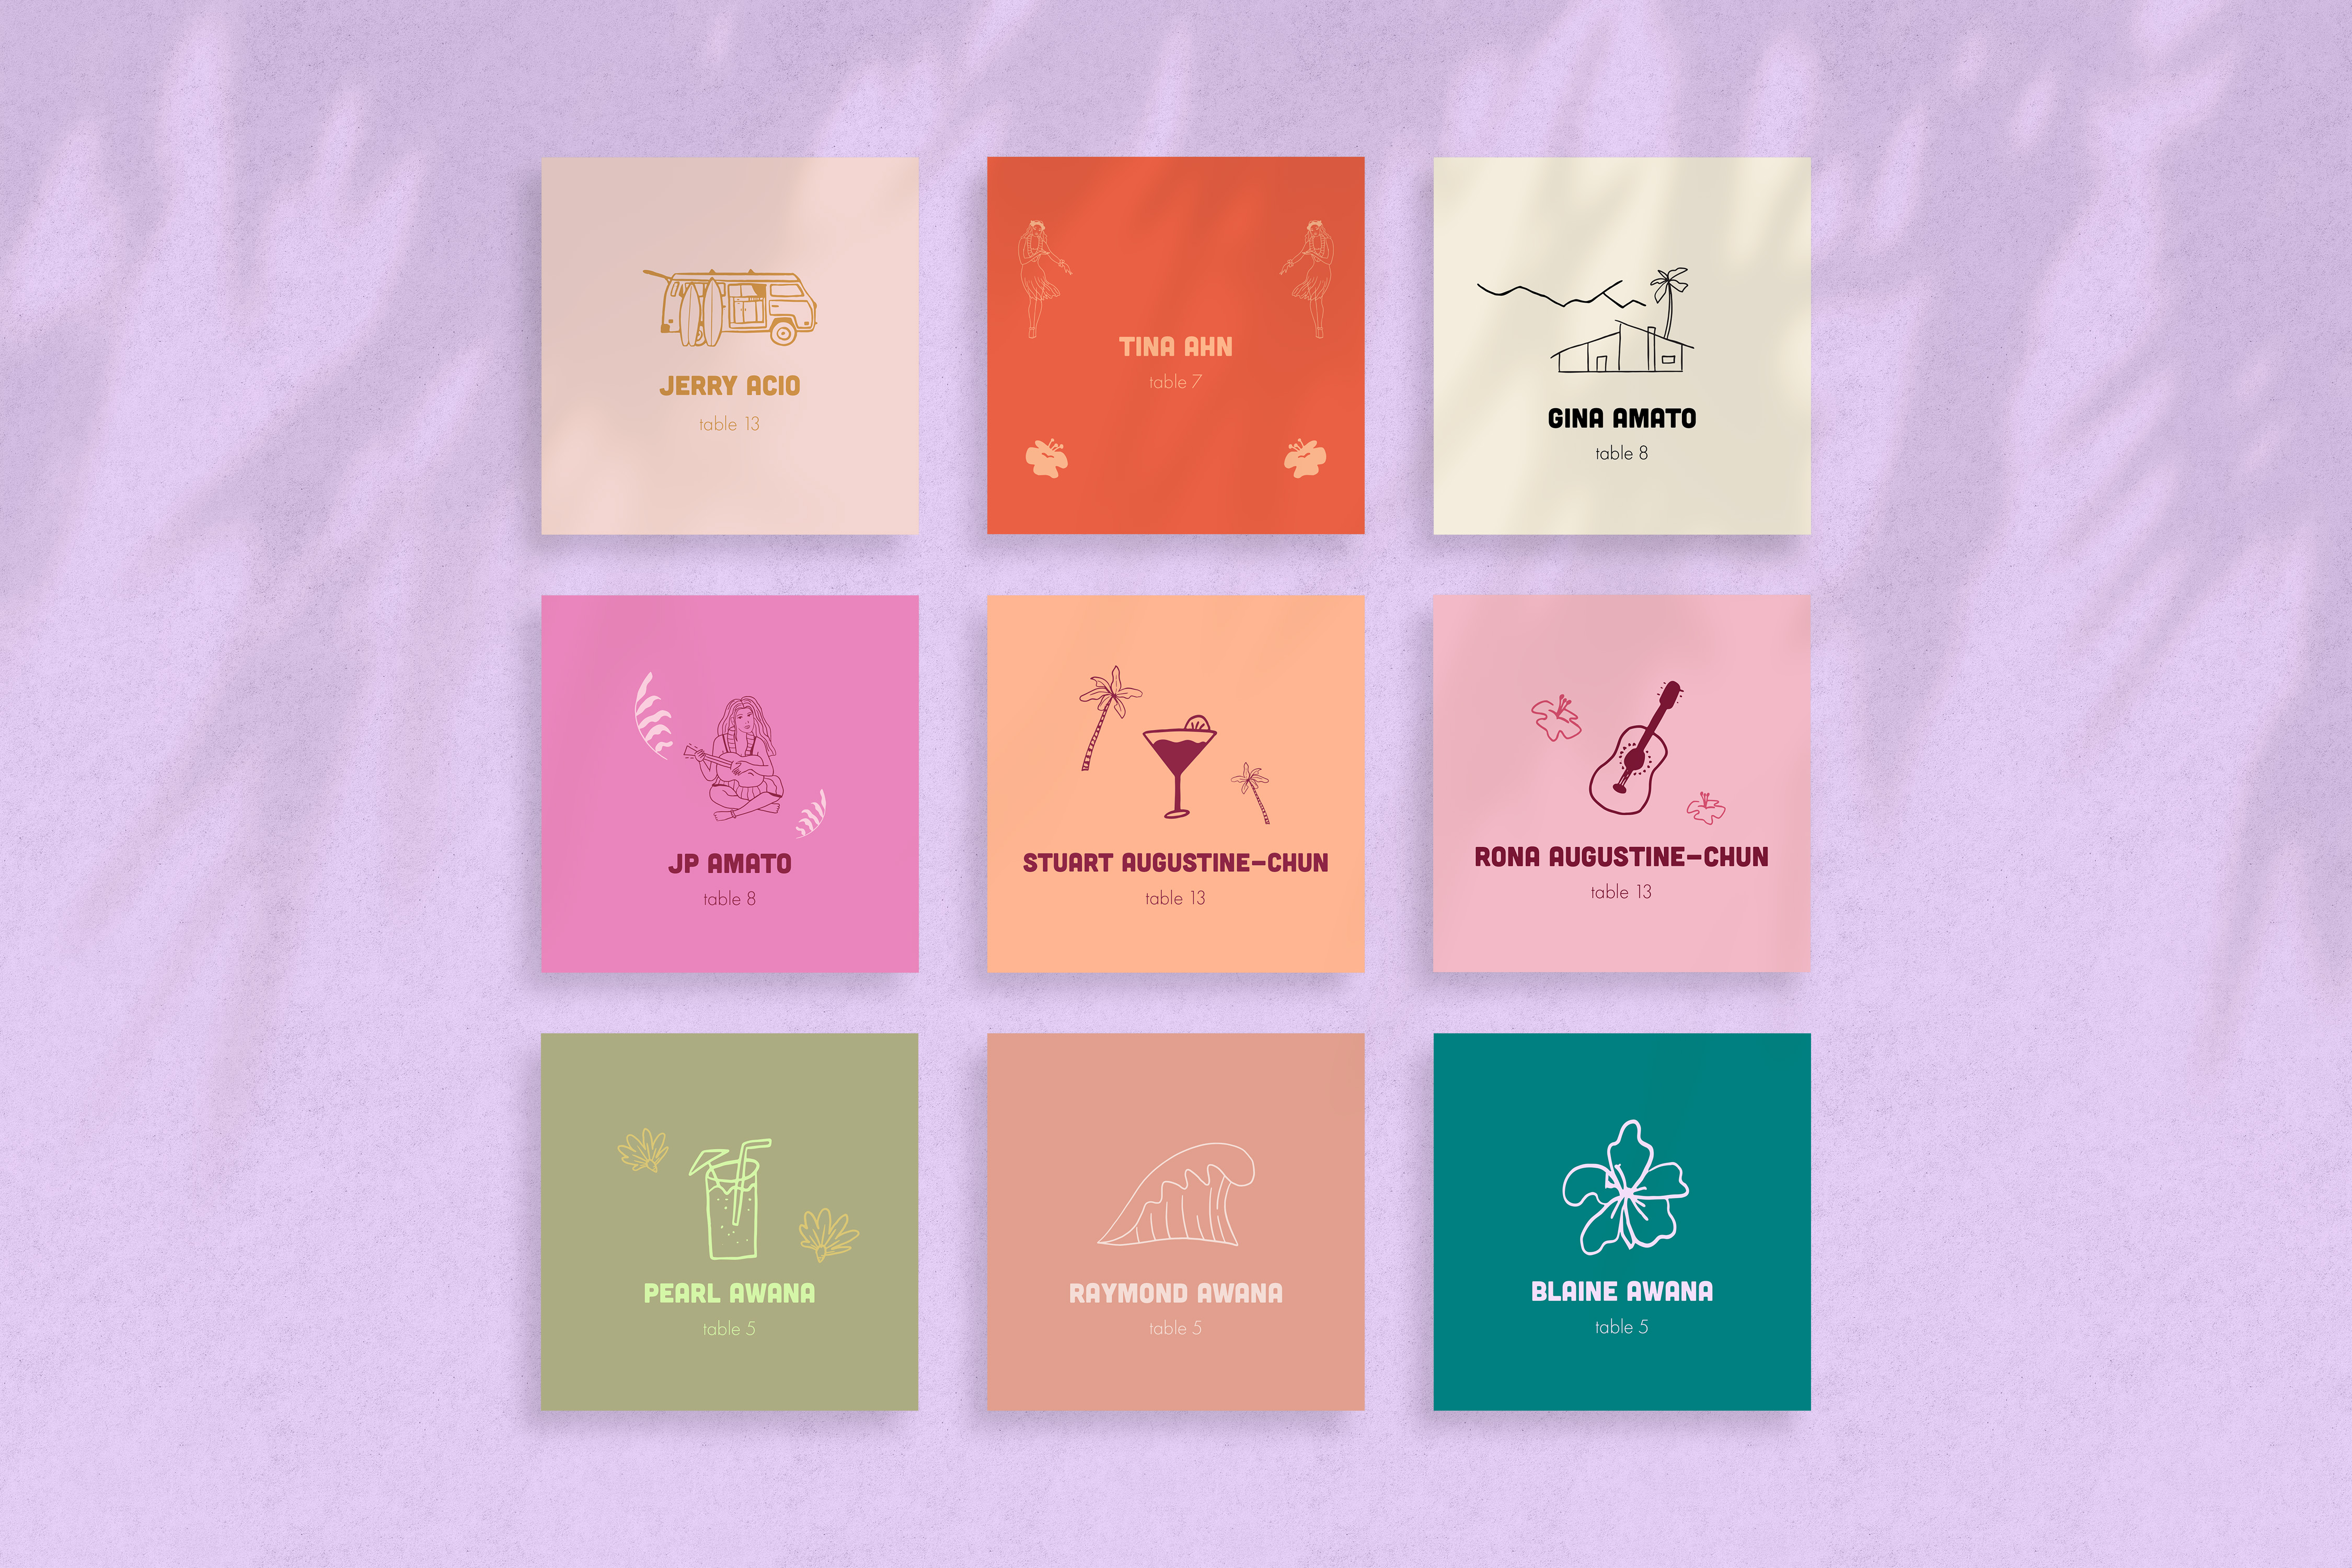 JERRY ACIO
table 13
TINA AHN
table 7
GINA AMATO
table 8
JP AMATO
table 8
STUART AUGUSTINE-CHUN
table 13
RONA AUGUSTINE-CHUN
table 13
PEARL AWANA
table 5
RAYMOND AWANA
table 5
BLAINE AWANA
table 5